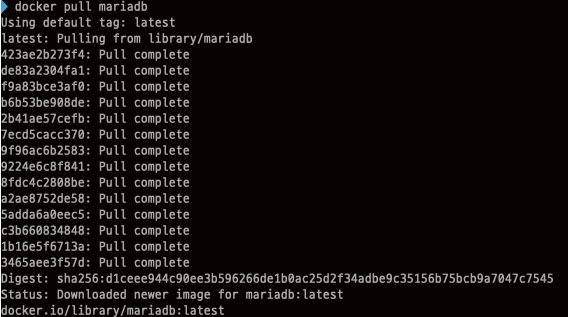 docker pull mariadb
Using default tag: latest
latest: Pulling from library/mariadb
423ae2b273f4: Pull complete
de83a2304fa1: Pull complete
f9a83bce3af0: Pull complete
b6b53be908de: Pull complete
2b41ae57cefb: Pull complete
7ecd5cacc370: Pull complete
9f96ac6b2583: Pull complete
9224e6c8f841: Pull complete
8fdc4c2808be: Pull complete
a2ae8752de58: Pull complete
5adda6a0eec5: Pull complete
c3b660834848: Pull complete
1b16e5f6713a: Pull complete
3465aee3f57d: Pull complete
Digest: sha256:d1ceee944c90ee3b596266de1b0ac25d2f34adbe9c35156b75bcb9a7047c7545
Status: Downloaded newer image for mariadb:latest
docker.io/library/mariadb:latest